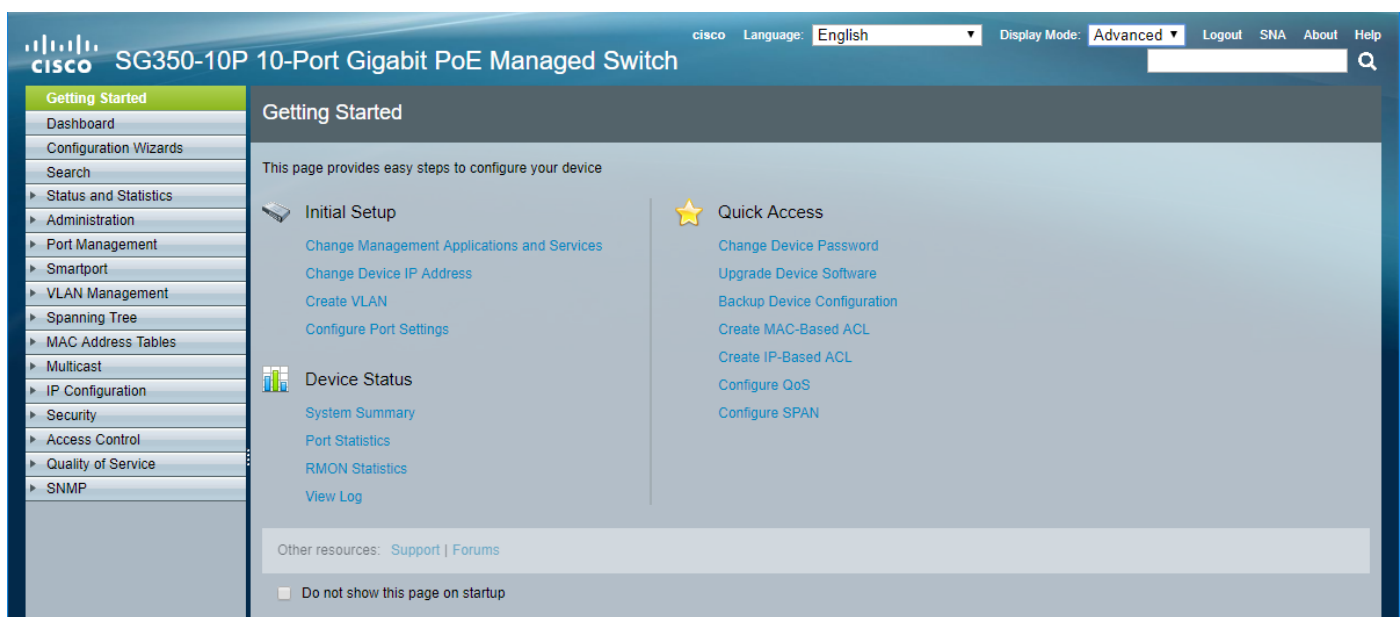 cisco Language: English Display Mode: Advanced Logout SNA About Help
CISCO SG350-10P 10-Port Gigabit PoE Managed Switch
Getting Started
Dashboard
Configuration Wizards
Search
Status and Statistics
Administration
Port Management
Smartport
VLAN Management
Spanning Tree
MAC Address Tables
Multicast
IP Configuration
Security
Access Control
Quality of Service
SNMP
Getting Started
This page provides easy steps to configure your device
Initial Setup
Change Management Applications and Services
Change Device IP Address
Create VLAN
Configure Port Settings
Device Status
System Summary
Port Statistics
RMON Statistics
View Log
Quick Access
Change Device Password
Upgrade Device Software
Backup Device Configuration
Create MAC-Based ACL
Create IP-Based ACL
Configure QoS
Configure SPAN
Other resources: Support | Forums
Do not show this page on startup